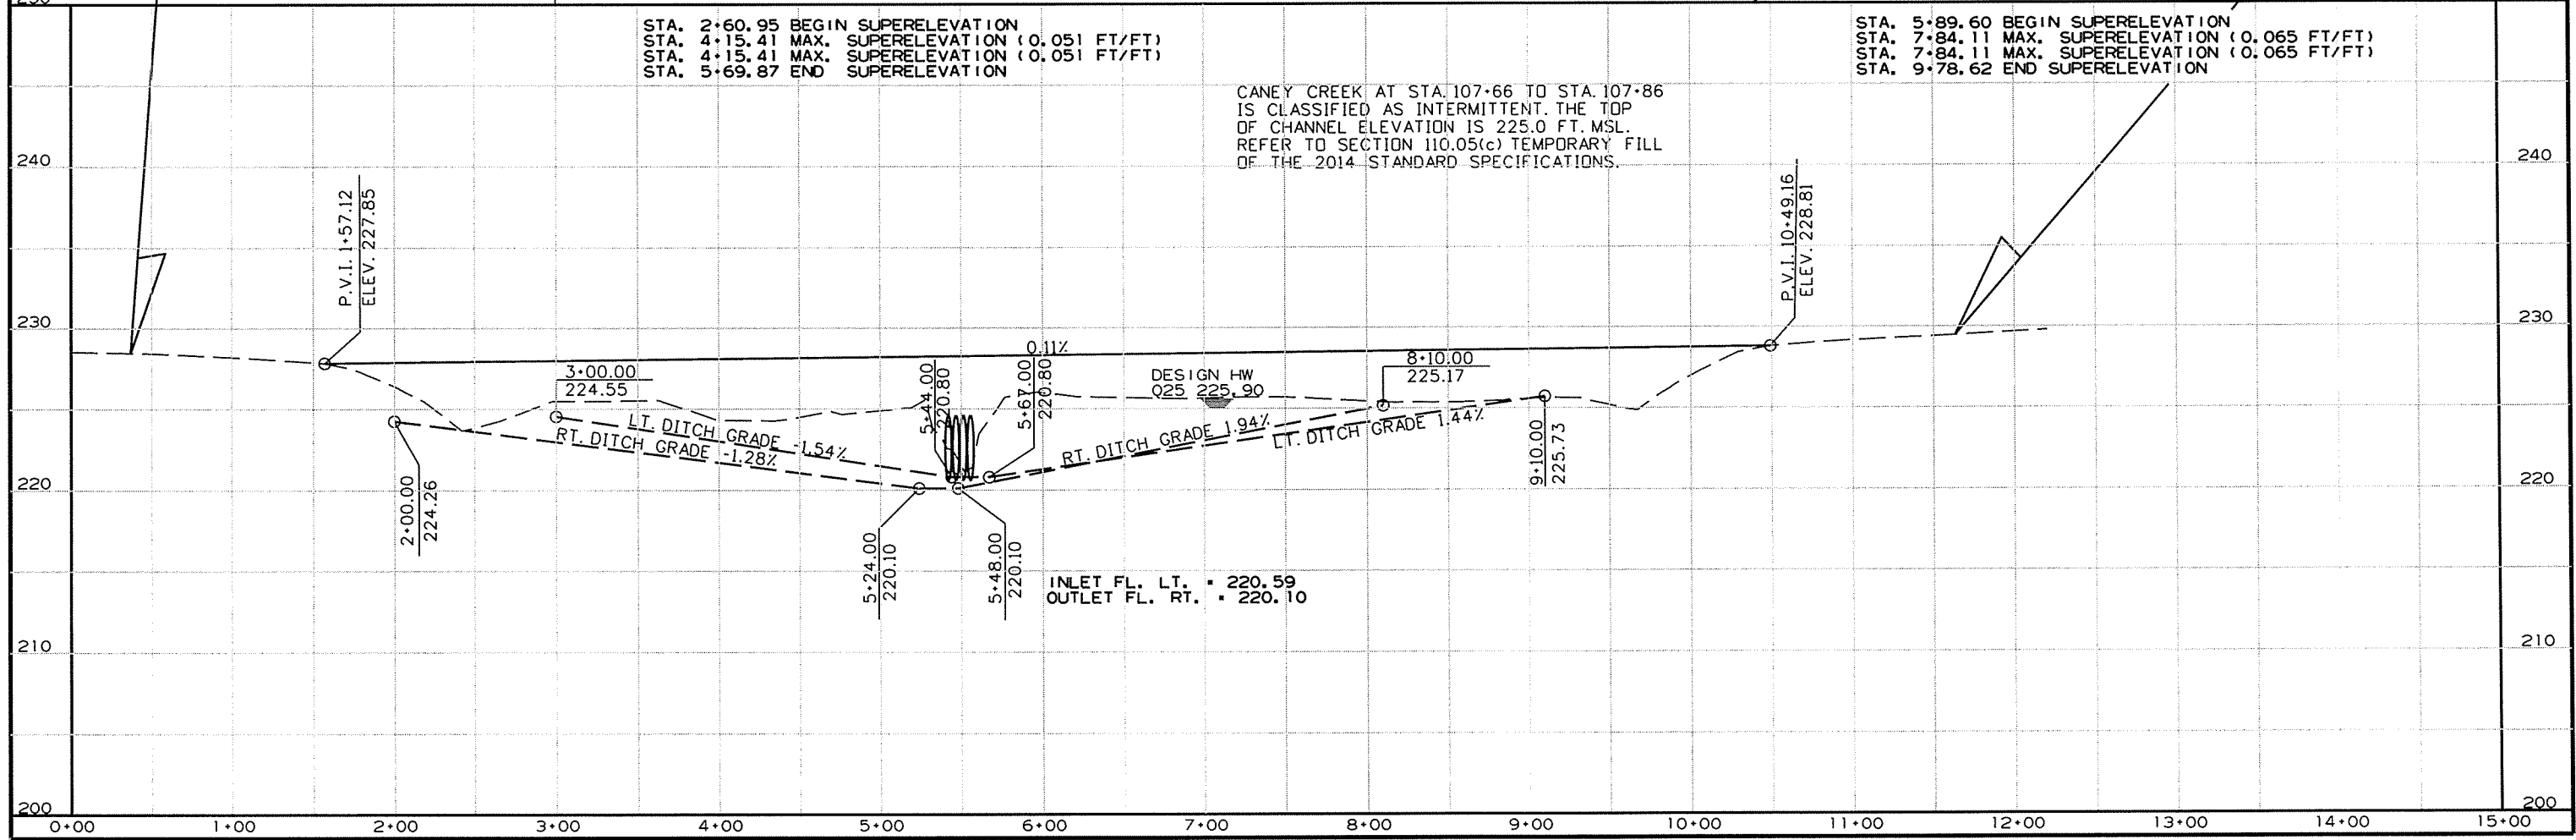 250
STA. 2+60.95 BEGIN SUPERELEVATION
STA. 4+15.41 MAX. SUPERELEVATION (0.051 FT/FT)
STA. 4+15.41 MAX. SUPERELEVATION (0.051 FT/FT)
STA. 5+69.87 END SUPERELEVATION
STA. 5+89.60 BEGIN SUPERELEVATION
STA. 7+84.11 MAX. SUPERELEVATION (0.065 FT/FT)
STA. 7+84.11 MAX. SUPERELEVATION (0.065 FT/FT)
STA. 9+78.62 END SUPERELEVATION
CANEY CREEK AT STA. 107+66 TO STA. 107+86
IS CLASSIFIED AS INTERMITTENT. THE TOP
OF CHANNEL ELEVATION IS 225.0 FT. MSL.
REFER TO SECTION 110.05(c) TEMPORARY FILL
OF THE 2014 STANDARD SPECIFICATIONS.
240
240
P.V.I. 1+57.12
ELEV. 227.85
P.V.I. 10+49.16
ELEV. 228.81
230
230
0.11%
3+00.00
224.55
5+44.00
220.80
5+67.00
220.80
DESIGN HW
Q25 225.90
8+10.00
225.17
LT. DITCH GRADE -1.54%
RT. DITCH GRADE -1.28%
RT. DITCH GRADE 1.94%
LT. DITCH GRADE 1.44%
9+10.00
225.73
220
220
2+00.00
224.26
5+24.00
220.10
5+48.00
220.10
INLET FL. LT. = 220.59
OUTLET FL. RT. = 220.10
210
210
200
200
0+00
1+00
2+00
3+00
4+00
5+00
6+00
7+00
8+00
9+00
10+00
11+00
12+00
13+00
14+00
15+00